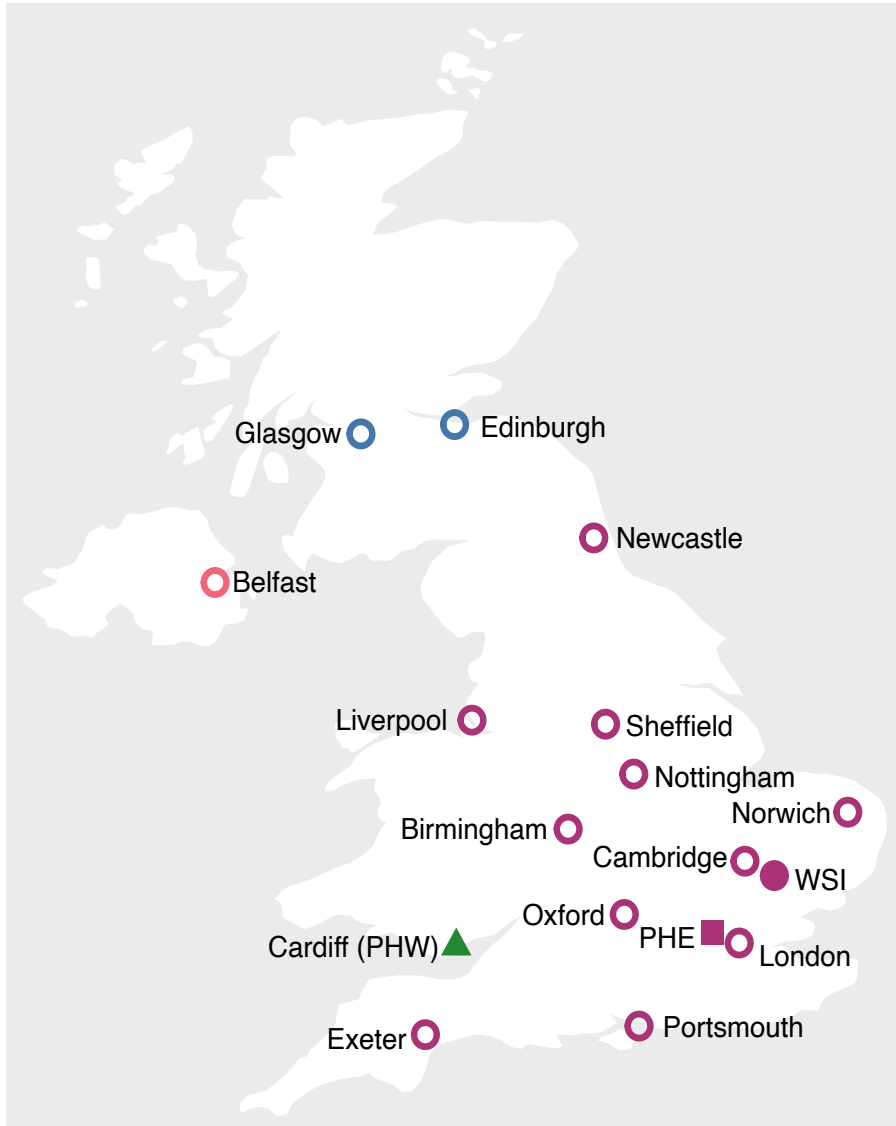 Glasgow
Edinburgh
Newcastle
Belfast
Liverpool
Sheffield
Nottingham
Norwich
Birmingham
Cambridge
WSI
Oxford
PHE
London
Cardiff (PHW)
Portsmouth
Exeter